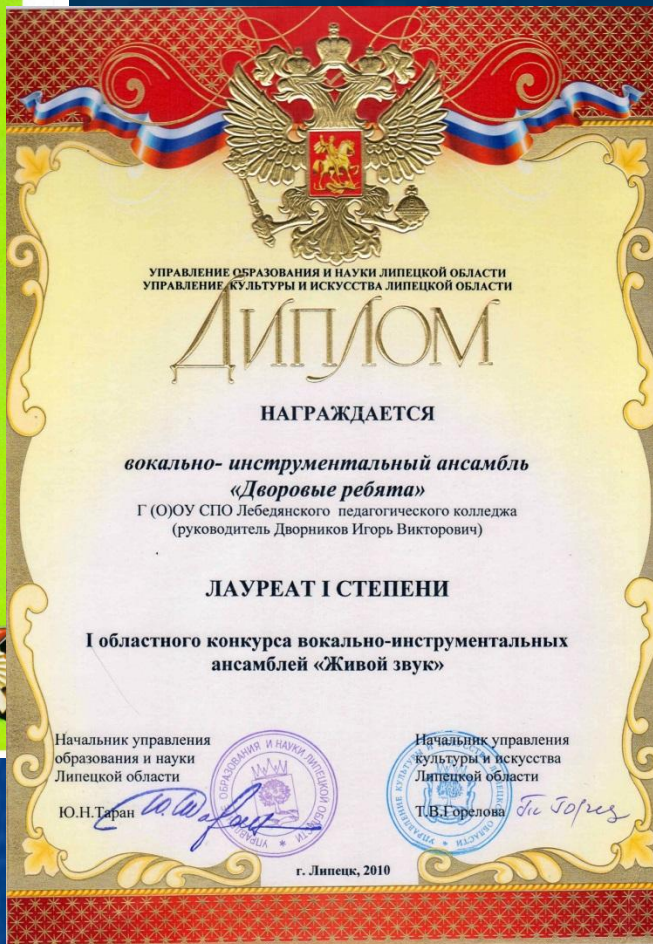 УПРАВЛЕНИЕ ОБРАЗОВАНИЯ И НАУКИ ЛИПЕЦКОЙ ОБЛАСТИ
УПРАВЛЕНИЕ КУЛЬТУРЫ И ИСКУССТВА ЛИПЕЦКОЙ ОБЛАСТИ
ДИПЛОМ
НАГРАЖДАЕТСЯ
вокально- инструментальный ансамбль
«Дворовые ребята»
Г (О)ОУ СПО Лебедянского педагогического колледжа
(руководитель Дворников Игорь Викторович)
ЛАУРЕАТ I СТЕПЕНИ
I областного конкурса вокально-инструментальных
ансамблей «Живой звук»
Начальник управления
образования и науки
Липецкой области
Ю.Н.Таран
Начальник управления
культуры и искусства
Липецкой области
Т.В.Горелова
г. Липецк, 2010